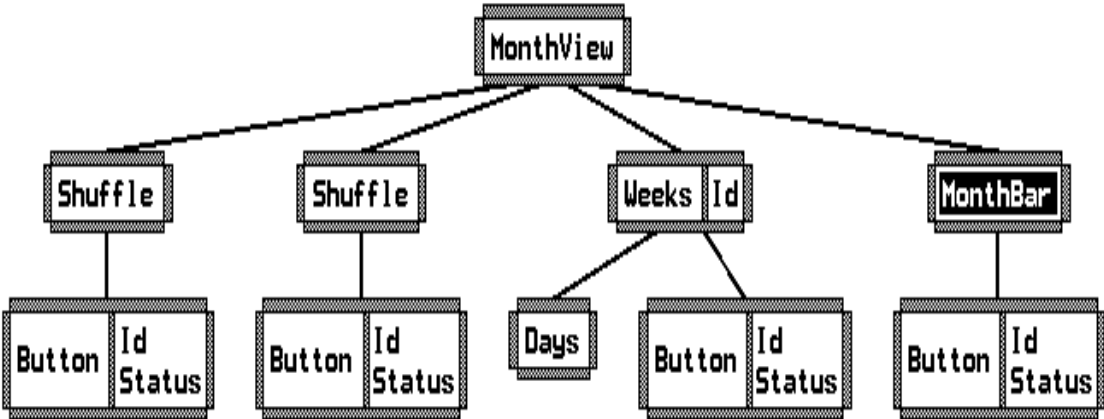 MonthView
Shuffle
Shuffle
Weeks Id
MonthBar
Button Id Status
Button Id Status
Days
Button Id Status
Button Id Status